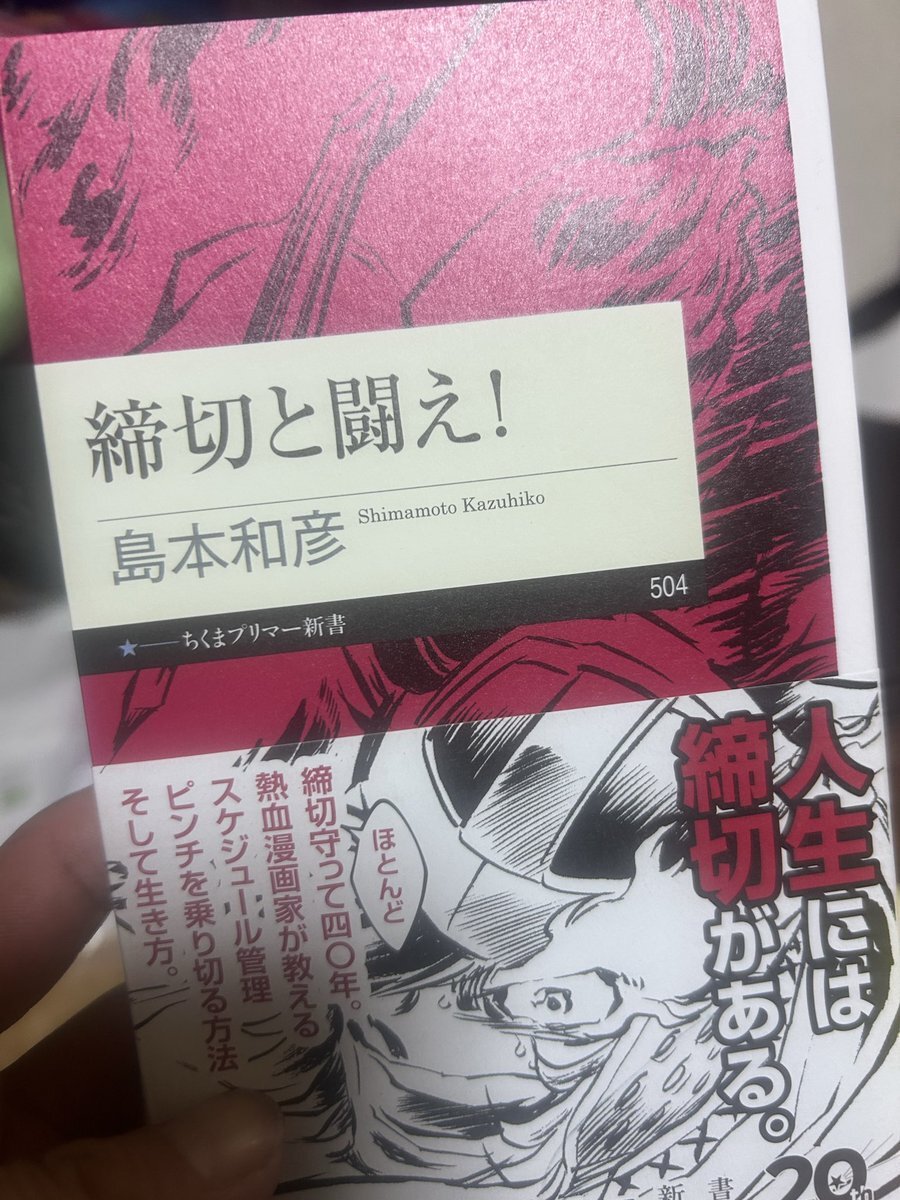 締切と闘え!
島本和彦
Shimamoto Kazuhiko
504
★―ちくまプリマー新書
人生には
締切がある。
ほとんど
締切守って四〇年。
熱血漫画家が教える
スケジュール管理
ピンチを乗り切る方法
そして生き方。
新書
20th